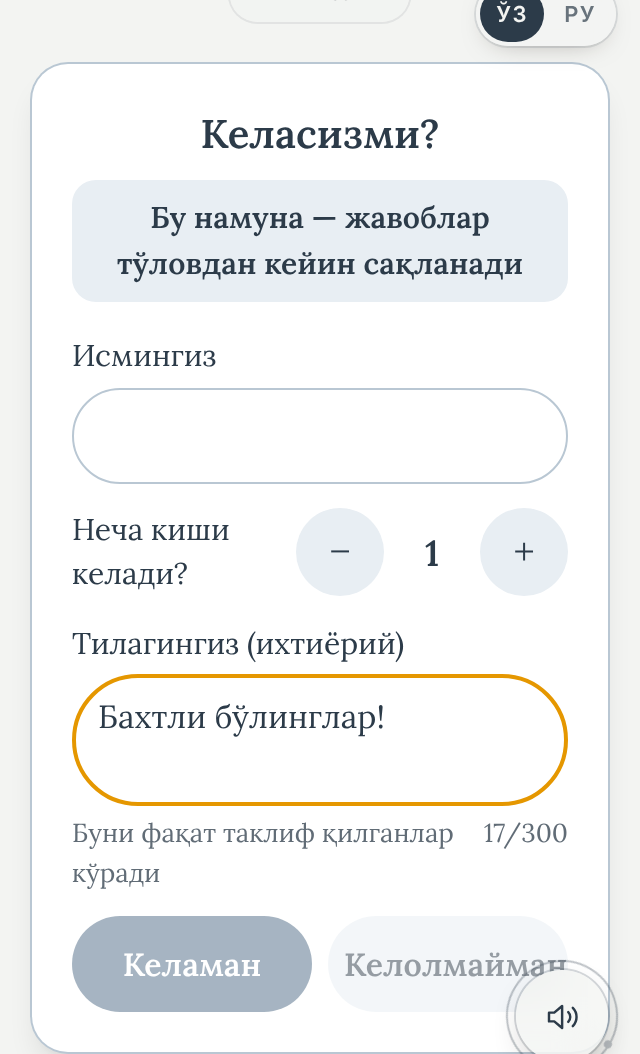 ЎЗ РУ
Келасизми?
Бу намуна — жавоблар
тўловдан кейин сақланади
Исмингиз
Неча киши
келади?
− 1 +
Тилагингиз (ихтиёрий)
Бахтли бўлинглар!
Буни фақат таклиф қилганлар 17/300
кўради
Келаман Келолмайман